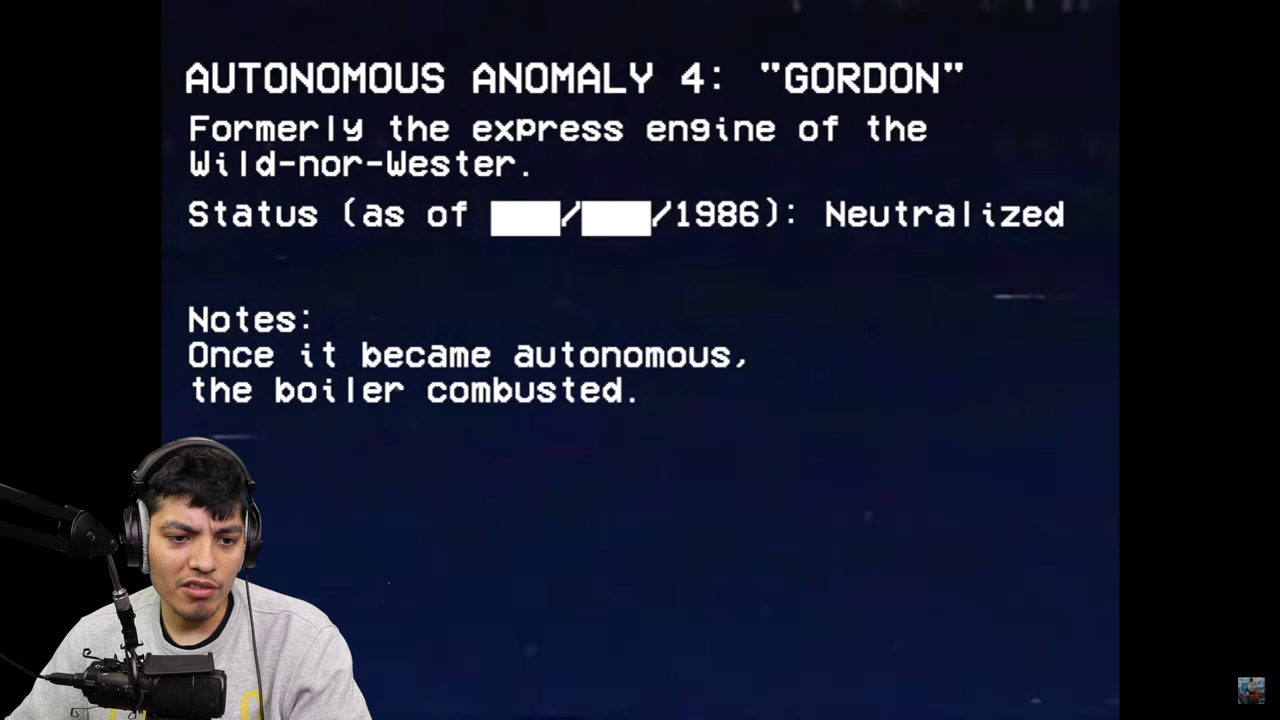 AUTONOMOUS ANOMALY 4: "GORDON"
Formerly the express engine of the
Wild-nor-Wester.
Status (as of ███/███/1986): Neutralized
Notes:
Once it became autonomous,
the boiler combusted.